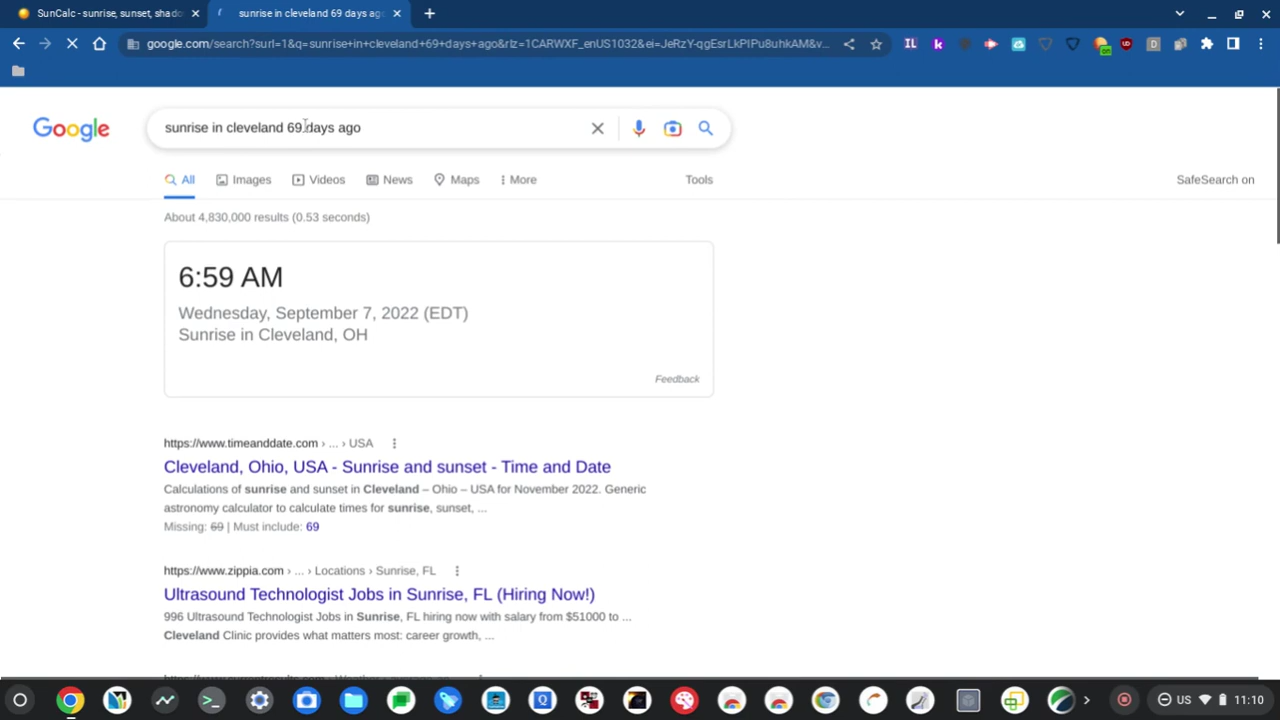 SunCalc - sunrise, sunset, shado
sunrise in cleveland 69 days ago
google.com/search?surl=1&q=sunrise+in+cleveland+69+days+ago&rlz=1CARWXF_enUS1032&ei=JeRzY-qgEsrLkPIPu8uhkAM&v...
Google
sunrise in cleveland 69 days ago
All Images Videos News Maps More Tools SafeSearch on
About 4,830,000 results (0.53 seconds)
6:59 AM
Wednesday, September 7, 2022 (EDT)
Sunrise in Cleveland, OH
Feedback
https://www.timeanddate.com › ... › USA
Cleveland, Ohio, USA - Sunrise and sunset - Time and Date
Calculations of sunrise and sunset in Cleveland – Ohio – USA for November 2022. Generic
astronomy calculator to calculate times for sunrise, sunset, ...
Missing: 69 | Must include: 69
https://www.zippia.com › ... › Locations › Sunrise, FL
Ultrasound Technologist Jobs in Sunrise, FL (Hiring Now!)
996 Ultrasound Technologist Jobs in Sunrise, FL hiring now with salary from $51000 to ...
Cleveland Clinic provides what matters most: career growth, ...
US 11:10